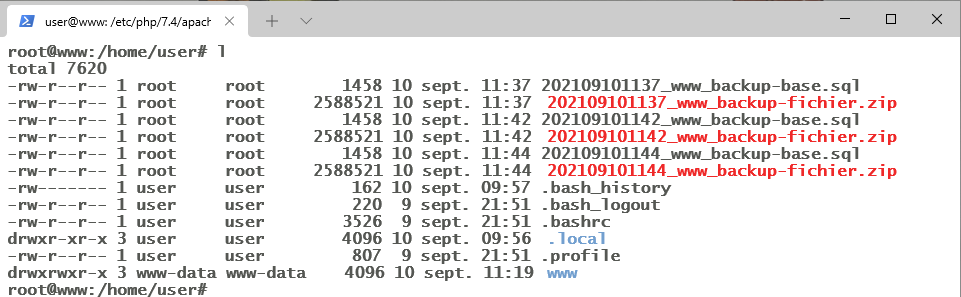 user@www: /etc/php/7.4/apach
root@www:/home/user# l
total 7620
-rw-r--r-- 1 root root 1458 10 sept. 11:37 202109101137_www_backup-base.sql
-rw-r--r-- 1 root root 2588521 10 sept. 11:37 202109101137_www_backup-fichier.zip
-rw-r--r-- 1 root root 1458 10 sept. 11:42 202109101142_www_backup-base.sql
-rw-r--r-- 1 root root 2588521 10 sept. 11:42 202109101142_www_backup-fichier.zip
-rw-r--r-- 1 root root 1458 10 sept. 11:44 202109101144_www_backup-base.sql
-rw-r--r-- 1 root root 2588521 10 sept. 11:44 202109101144_www_backup-fichier.zip
-rw------- 1 user user 162 10 sept. 09:57 .bash_history
-rw-r--r-- 1 user user 220 9 sept. 21:51 .bash_logout
-rw-r--r-- 1 user user 3526 9 sept. 21:51 .bashrc
drwxr-xr-x 3 user user 4096 10 sept. 09:56 .local
-rw-r--r-- 1 user user 807 9 sept. 21:51 .profile
drwxrwxr-x 3 www-data www-data 4096 10 sept. 11:19 www
root@www:/home/user#